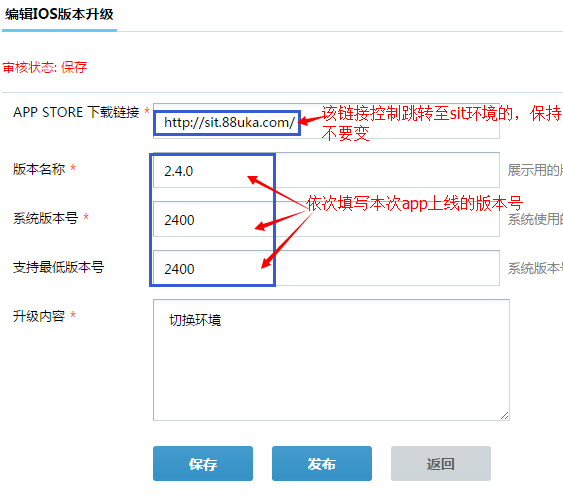 编辑IOS版本升级
审核状态: 保存
APP STORE 下载链接 *
http://sit.88uka.com/
该链接控制跳转至sit环境的，保持
不要变
版本名称 *
2.4.0
展示用的
依次填写本次app上线的版本号
系统版本号 *
2400
系统使用的
支持最低版本号
2400
系统版本号
升级内容 *
切换环境
保存
发布
返回